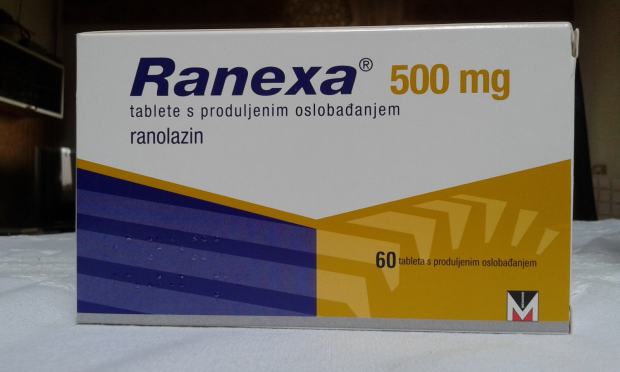 Ranexa® 500 mg
tablete s produljenim oslobađanjem
ranolazin
60 tableta s produljenim oslobađanjem
M